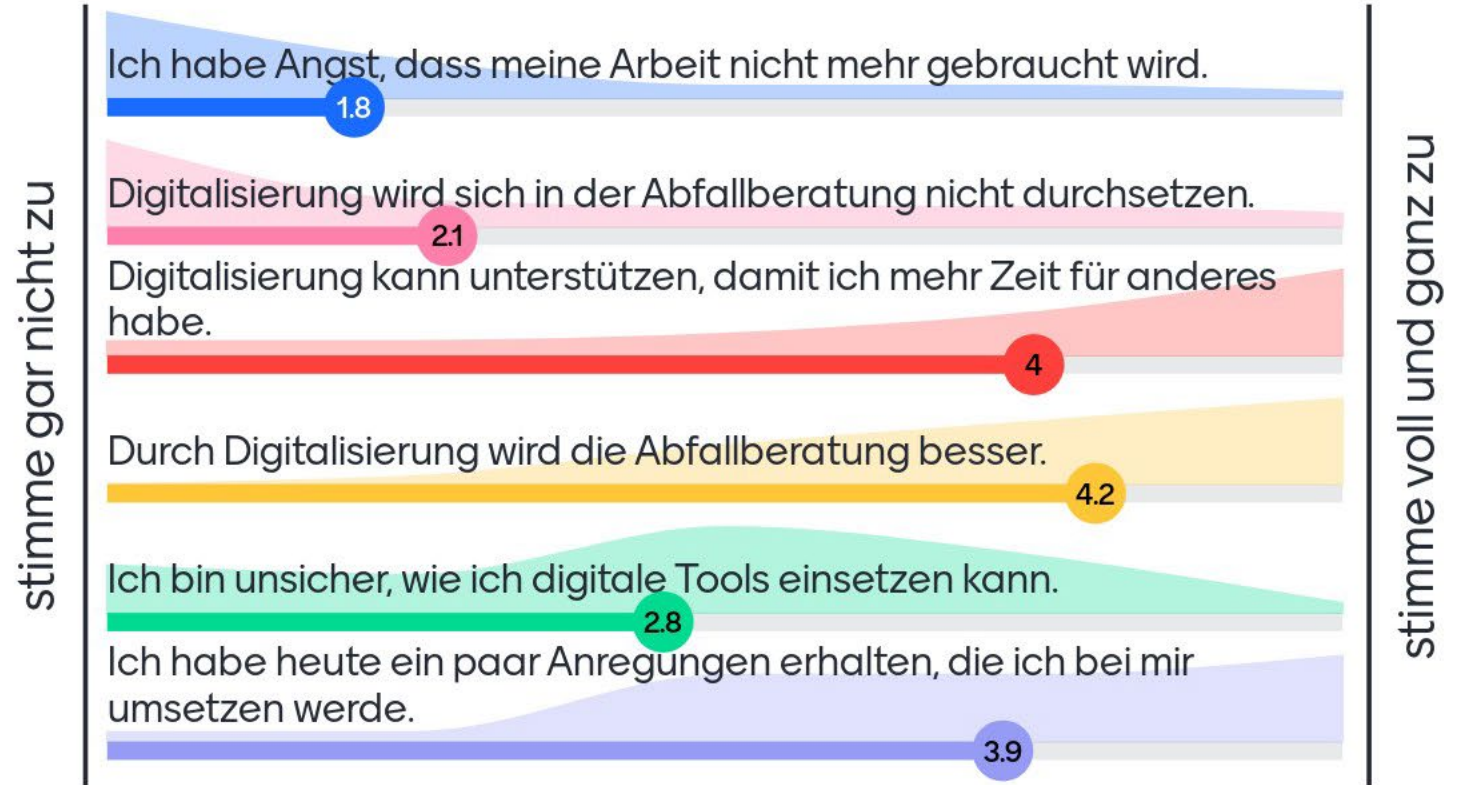 stimme gar nicht zu
Ich habe Angst, dass meine Arbeit nicht mehr gebraucht wird.
1.8
Digitalisierung wird sich in der Abfallberatung nicht durchsetzen.
2.1
Digitalisierung kann unterstützen, damit ich mehr Zeit für anderes
habe.
4
Durch Digitalisierung wird die Abfallberatung besser.
4.2
Ich bin unsicher, wie ich digitale Tools einsetzen kann.
2.8
Ich habe heute ein paar Anregungen erhalten, die ich bei mir
umsetzen werde.
3.9
stimme voll und ganz zu